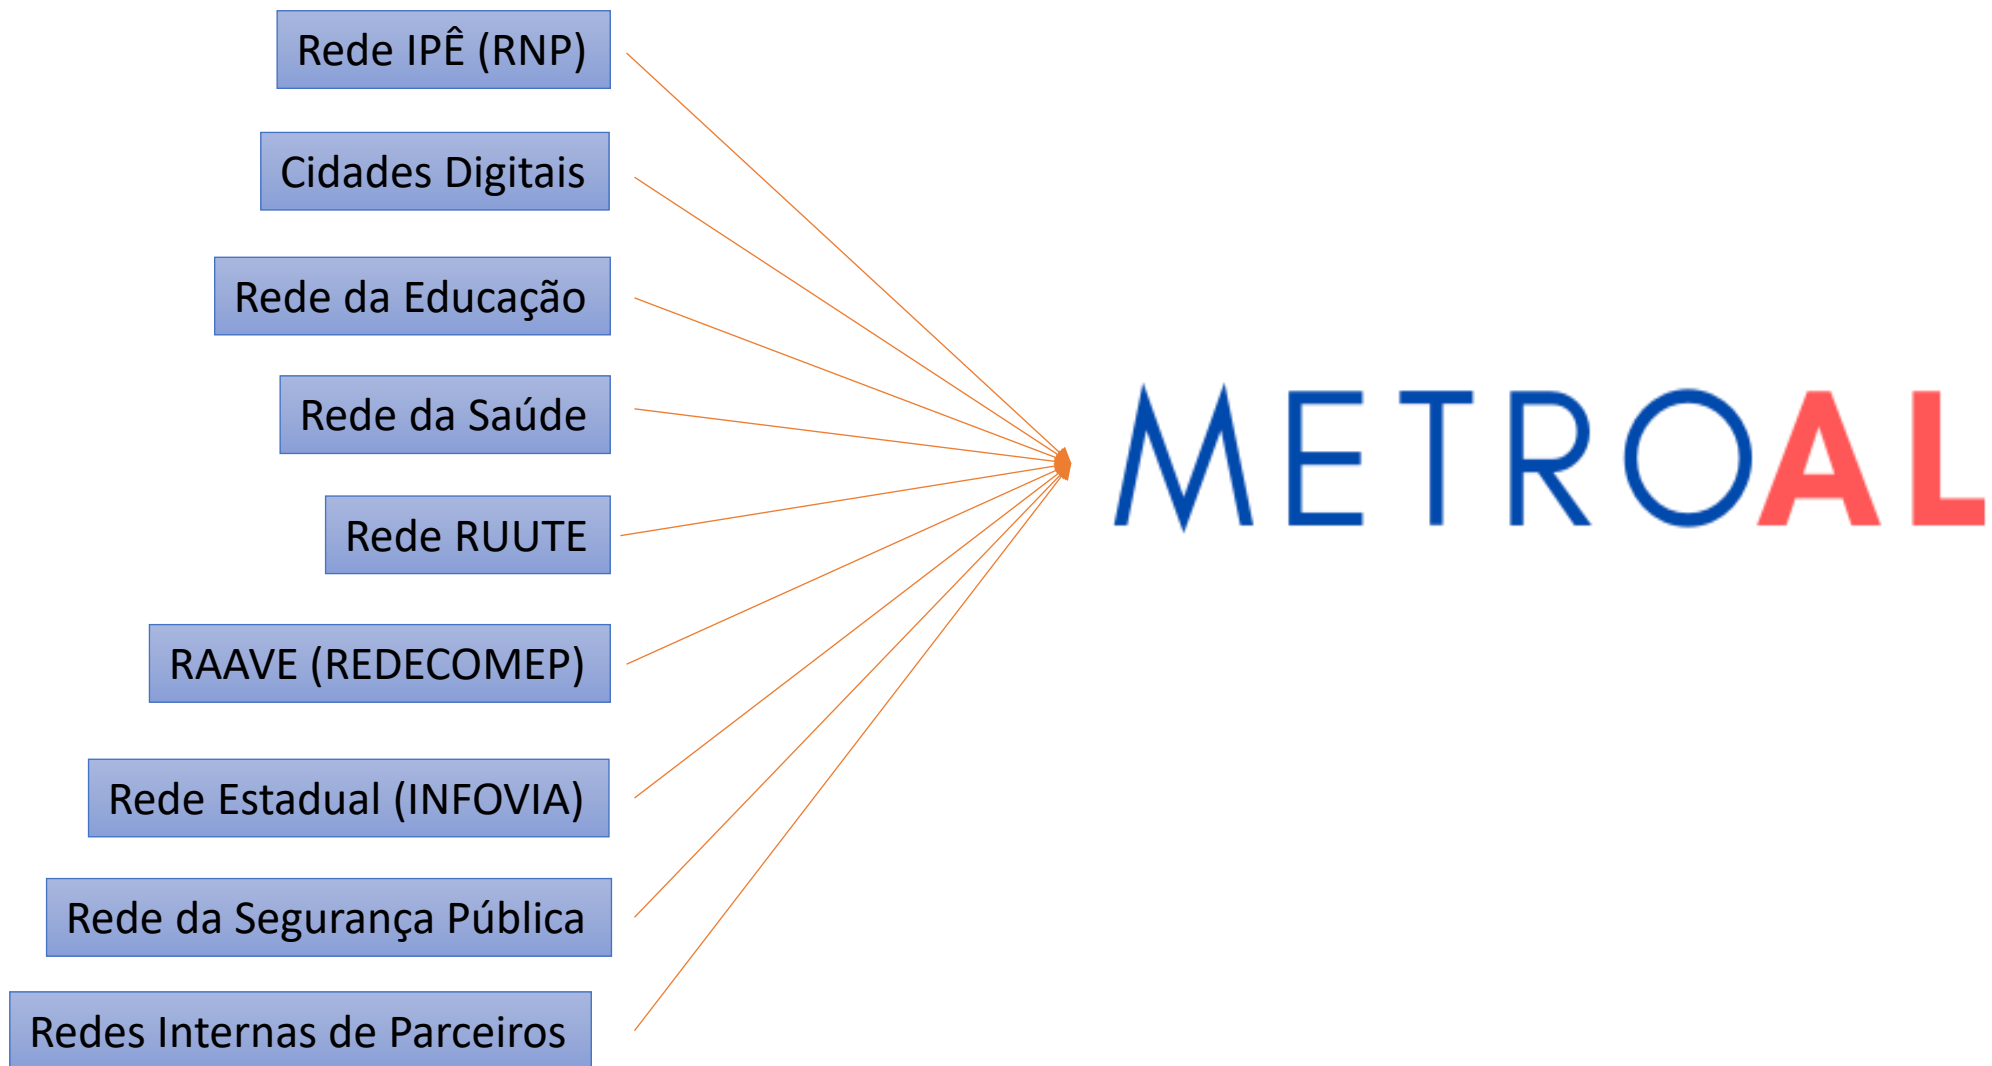 Rede IPÊ (RNP)
Cidades Digitais
Rede da Educação
Rede da Saúde
METROAL
Rede RUUTE
RAAVE (REDECOMEP)
Rede Estadual (INFOVIA)
Rede da Segurança Pública
Redes Internas de Parceiros